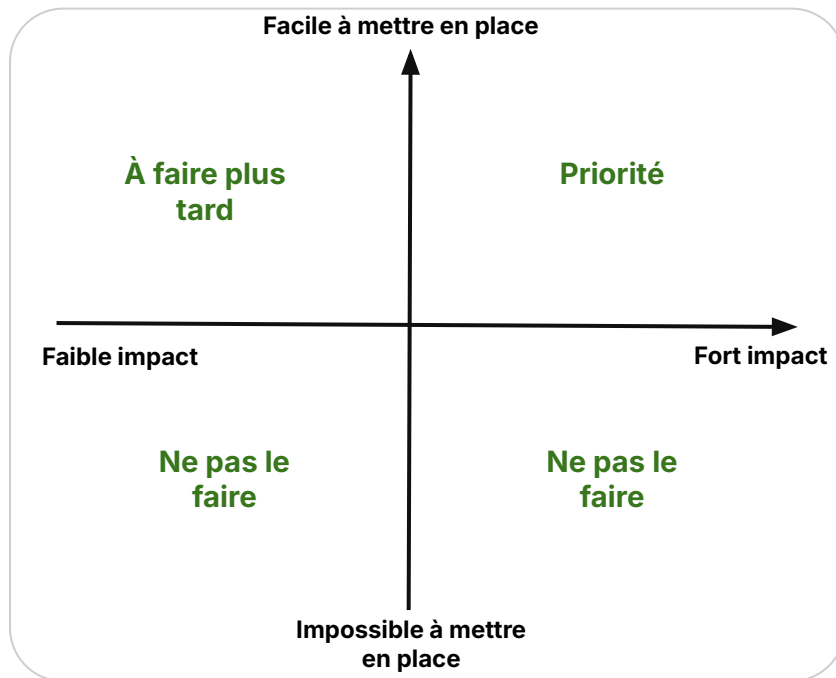 Facile à mettre en place
À faire plus
tard
Priorité
Faible impact
Fort impact
Ne pas le
faire
Ne pas le
faire
Impossible à mettre
en place